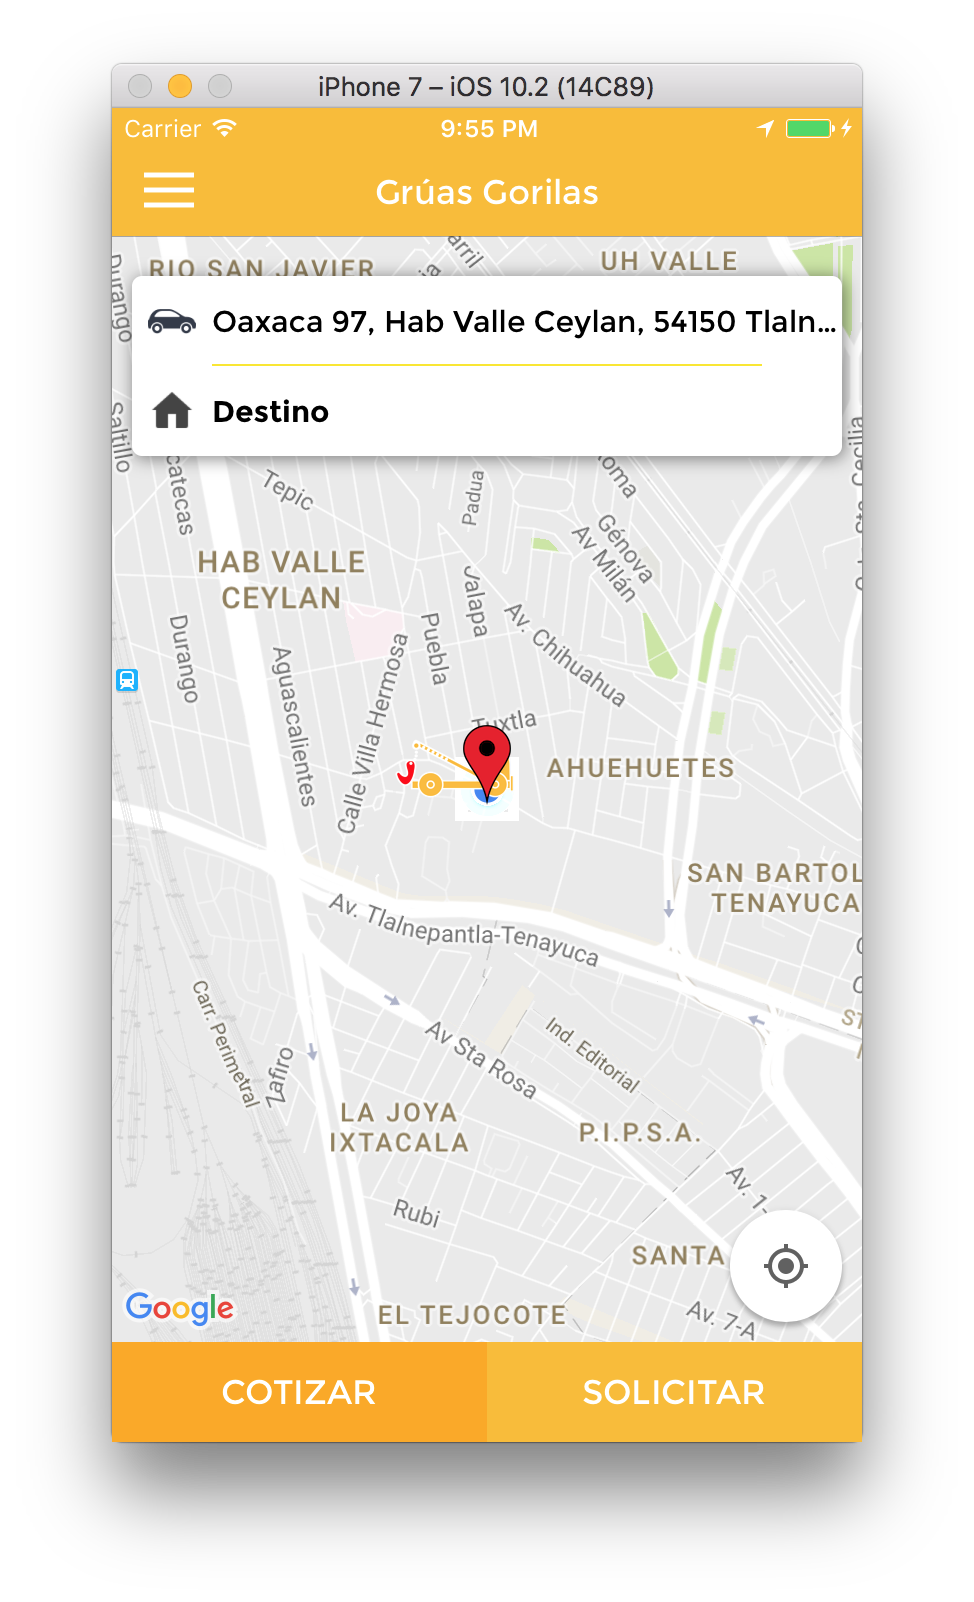 iPhone 7 – iOS 10.2 (14C89)
Carrier
9:55 PM
Grúas Gorilas
Durango
RIO SAN JAVIER
arril
UH VALLE
Oaxaca 97, Hab Valle Ceylan, 54150 Tlaln...
Destino
Saltillo
catecas
Tepic
Padua
oma
Génova
Av Milán
HAB VALLE
CEYLAN
Durango
Aguascalientes
Calle Villa Hermosa
Puebla
Jalapa
Av. Chihuahua
Tuxtla
AHUEHUETES
SAN BARTOL
TENAYUCA
Av. Tlalnepantla-Tenayuca
Carr. Perimetral
Zafiro
Av Sta Rosa
Ind. Editorial
LA JOYA
IXTACALA
P.I.P.S.A.
Av. 1-
Rubi
SANTA
Google
EL TEJOCOTE
Av. 7-A
COTIZAR
SOLICITAR